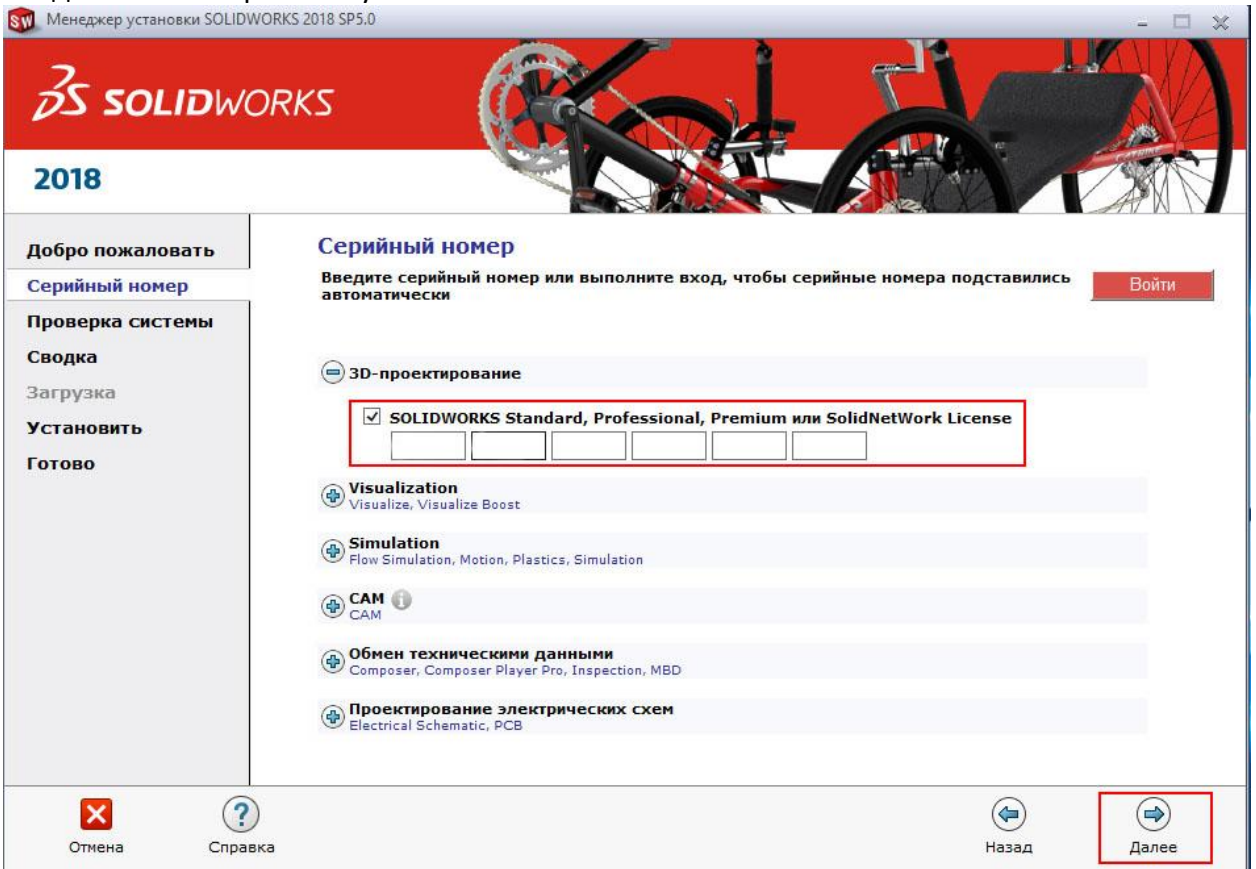 Менеджер установки SOLIDWORKS 2018 SP5.0
SOLIDWORKS
2018
CATRIKE
Добро пожаловать
Серийный номер
Проверка системы
Сводка
Загрузка
Установить
Готово
Серийный номер
Введите серийный номер или выполните вход, чтобы серийные номера подставились
автоматически
Войти
3D-проектирование
SOLIDWORKS Standard, Professional, Premium или SolidNetWork License
Visualization
Visualize, Visualize Boost
Simulation
Flow Simulation, Motion, Plastics, Simulation
CAM
CAM
Обмен техническими данными
Composer, Composer Player Pro, Inspection, MBD
Проектирование электрических схем
Electrical Schematic, PCB
Отмена
Справка
Назад
Далее